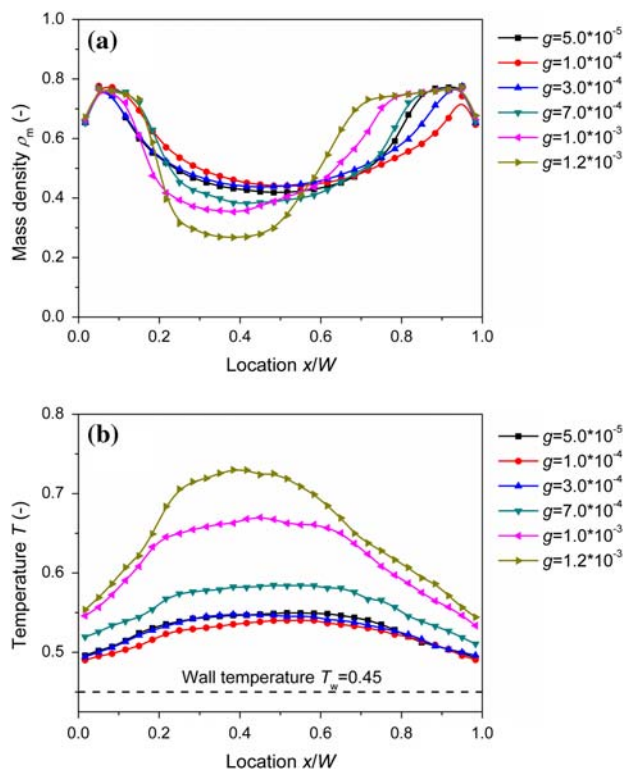 (a)
1.0
0.8
0.6
0.4
0.2
0.0
Mass density ρₘ (-)
0.0 0.2 0.4 0.6 0.8 1.0
Location x/W
g=5.0*10⁻⁵
g=1.0*10⁻⁴
g=3.0*10⁻⁴
g=7.0*10⁻⁴
g=1.0*10⁻³
g=1.2*10⁻³
(b)
0.8
0.7
0.6
0.5
Temperature T (-)
Wall temperature T_w=0.45
0.0 0.2 0.4 0.6 0.8 1.0
Location x/W
g=5.0*10⁻⁵
g=1.0*10⁻⁴
g=3.0*10⁻⁴
g=7.0*10⁻⁴
g=1.0*10⁻³
g=1.2*10⁻³